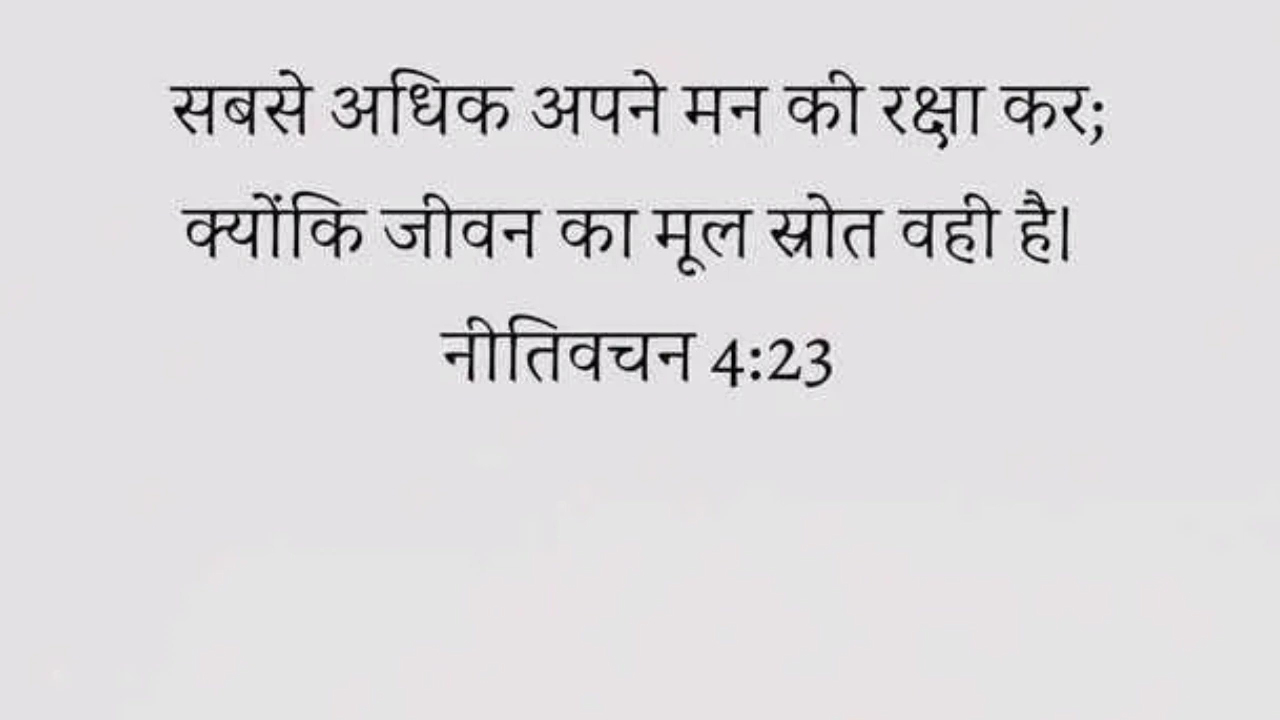 सबसे अधिक अपने मन की रक्षा कर;
क्योंकि जीवन का मूल स्रोत वही है।
नीतिवचन 4:23